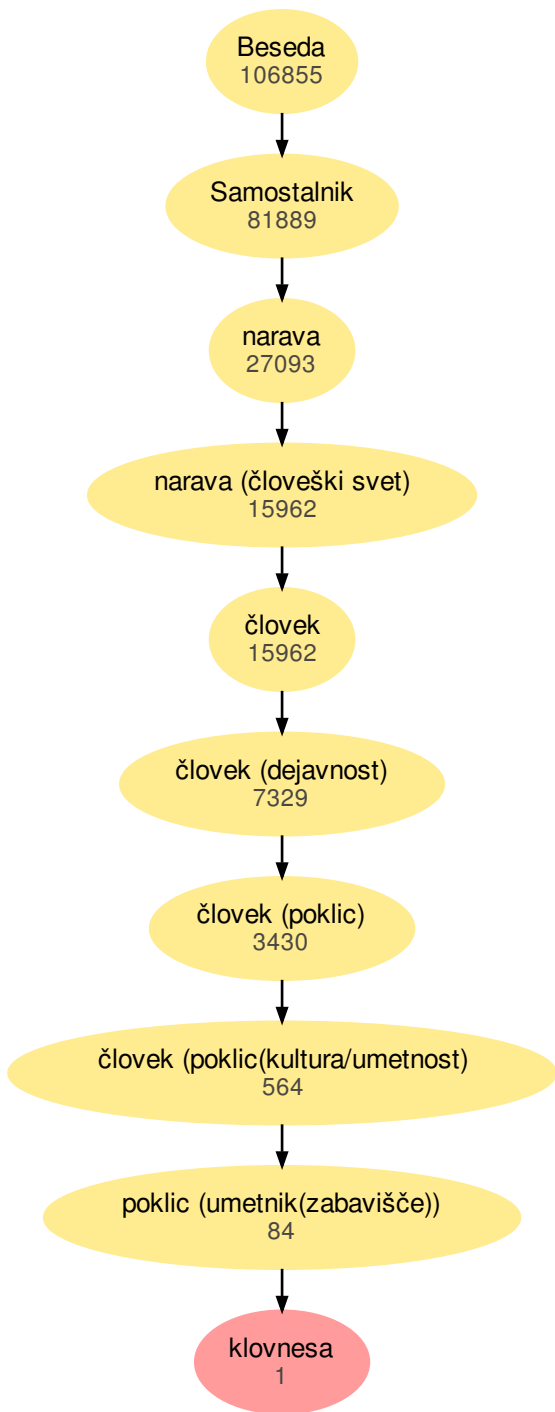 Beseda
106855
Samostalnik
81889
narava
27093
narava (človeški svet)
15962
človek
15962
človek (dejavnost)
7329
človek (poklic)
3430
človek (poklic(kultura/umetnost)
564
poklic (umetnik(zabavišče))
84
klovnesa
1